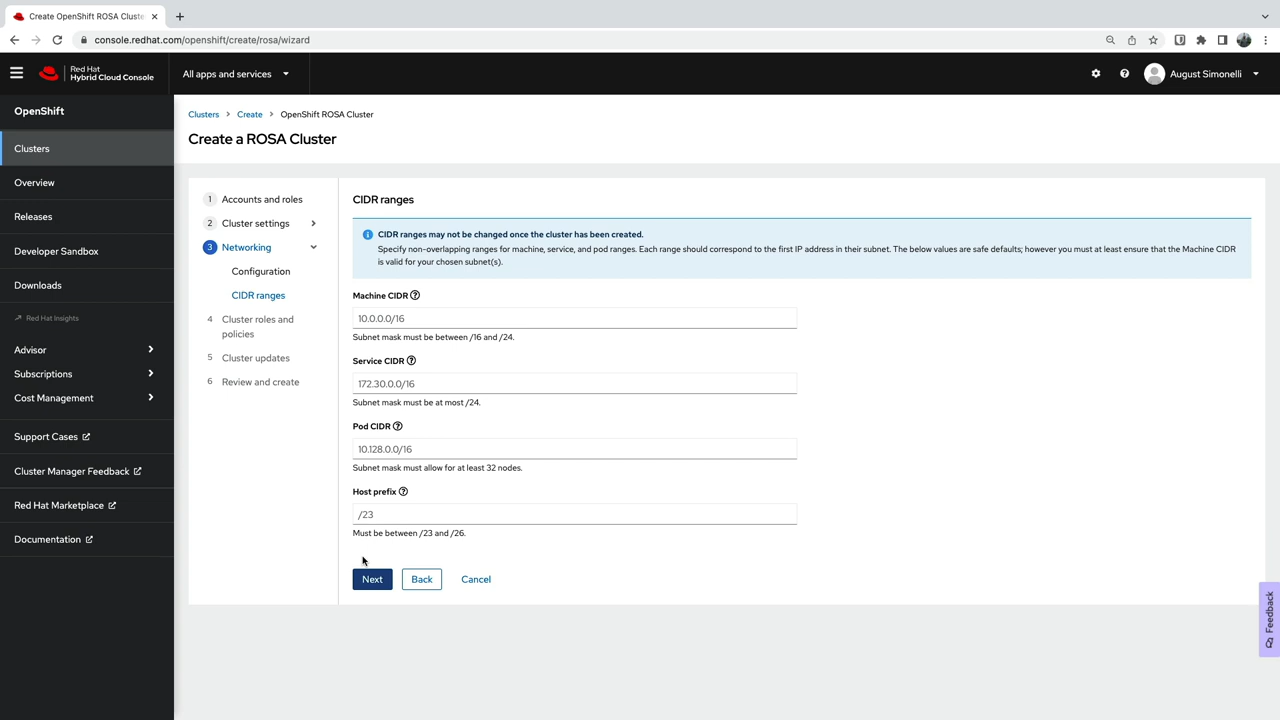 Create OpenShift ROSA Cluste
console.redhat.com/openshift/create/rosa/wizard
Red Hat
Hybrid Cloud Console
All apps and services
August Simonelli
OpenShift
Clusters
Overview
Releases
Developer Sandbox
Downloads
Red Hat Insights
Advisor
Subscriptions
Cost Management
Support Cases
Cluster Manager Feedback
Red Hat Marketplace
Documentation
Clusters > Create > OpenShift ROSA Cluster
Create a ROSA Cluster
1 Accounts and roles
2 Cluster settings
3 Networking
Configuration
CIDR ranges
4 Cluster roles and
policies
5 Cluster updates
6 Review and create
CIDR ranges
CIDR ranges may not be changed once the cluster has been created.
Specify non-overlapping ranges for machine, service, and pod ranges. Each range should correspond to the first IP address in their subnet. The below values are safe defaults; however you must at least ensure that the Machine CIDR
is valid for your chosen subnet(s).
Machine CIDR
10.0.0.0/16
Subnet mask must be between /16 and /24.
Service CIDR
172.30.0.0/16
Subnet mask must be at most /24.
Pod CIDR
10.128.0.0/16
Subnet mask must allow for at least 32 nodes.
Host prefix
/23
Must be between /23 and /26.
Next
Back
Cancel
Feedback